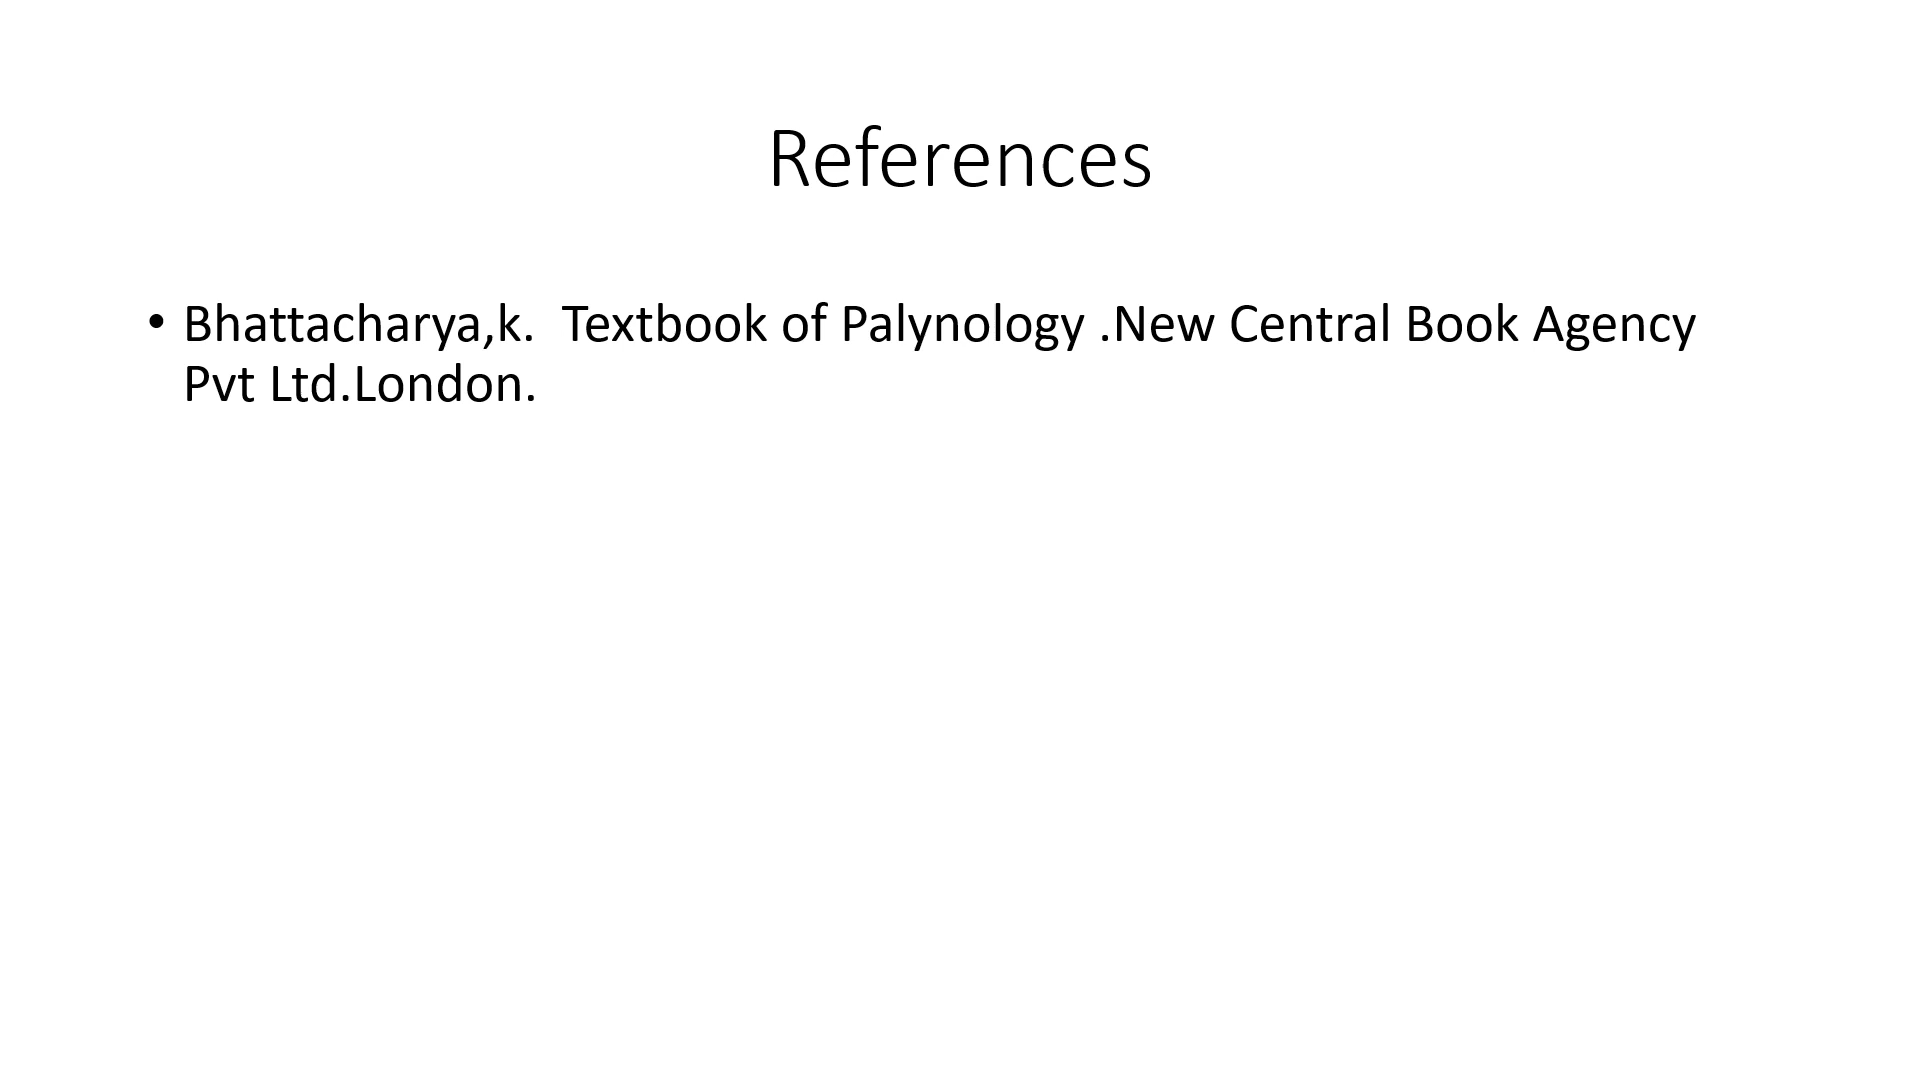 References
• Bhattacharya,k.  Textbook of Palynology .New Central Book Agency
Pvt Ltd.London.